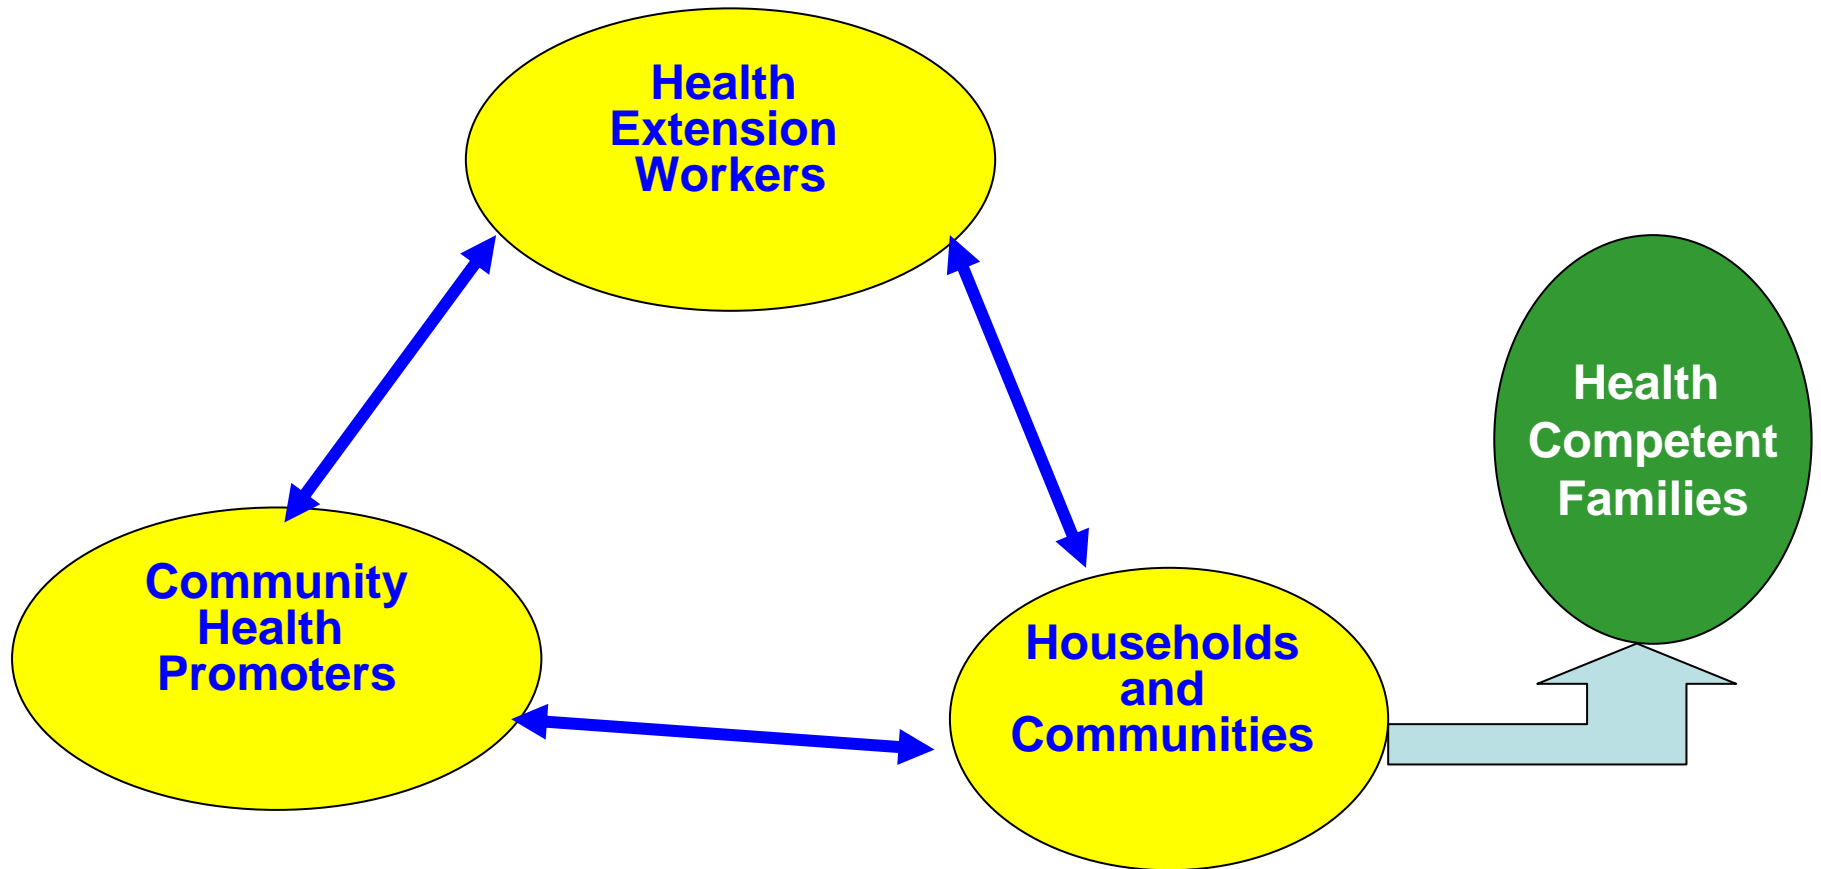 Health
Extension
Workers
Health
Competent
Families
Community
Health
Promoters
Households
and
Communities